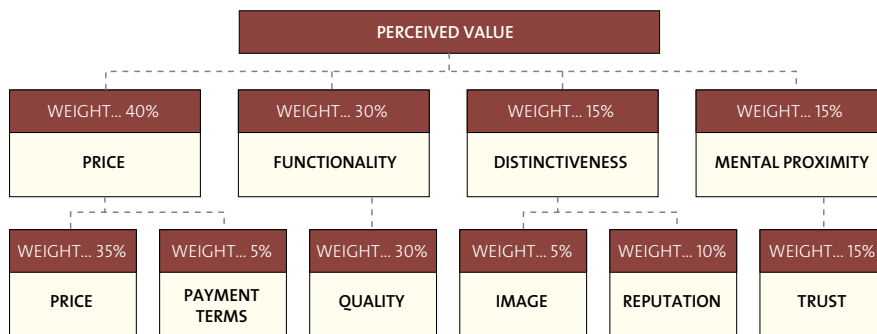 PERCEIVED VALUE
WEIGHT... 40%
WEIGHT... 30%
WEIGHT... 15%
WEIGHT... 15%
PRICE
FUNCTIONALITY
DISTINCTIVENESS
MENTAL PROXIMITY
WEIGHT... 35%
WEIGHT... 5%
WEIGHT... 30%
WEIGHT... 5%
WEIGHT... 10%
WEIGHT... 15%
PRICE
PAYMENT
TERMS
QUALITY
IMAGE
REPUTATION
TRUST